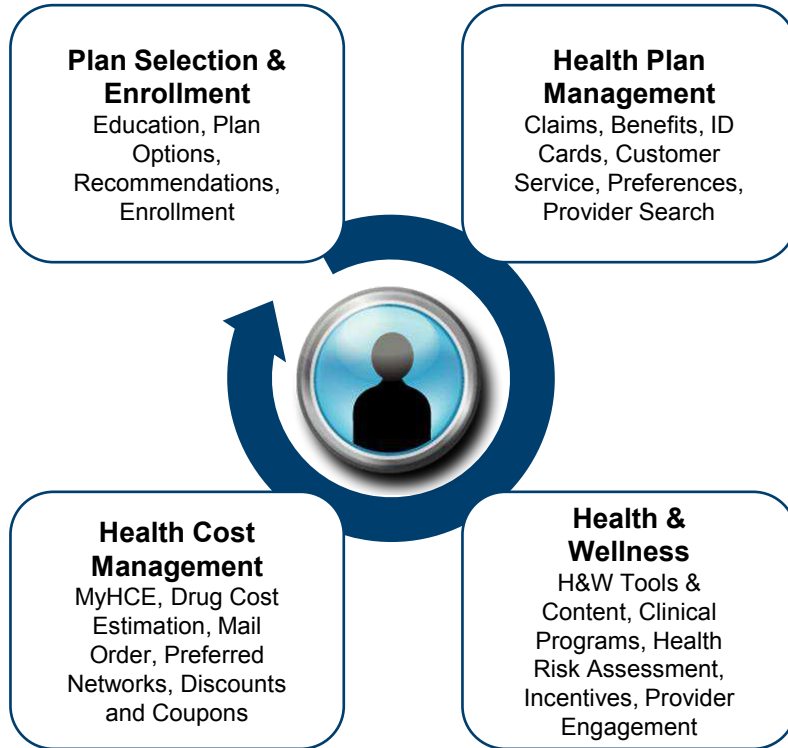 Plan Selection &
Enrollment
Education, Plan
Options,
Recommendations,
Enrollment
Health Plan
Management
Claims, Benefits, ID
Cards, Customer
Service, Preferences,
Provider Search
Health Cost
Management
MyHCE, Drug Cost
Estimation, Mail
Order, Preferred
Networks, Discounts
and Coupons
Health &
Wellness
H&W Tools &
Content, Clinical
Programs, Health
Risk Assessment,
Incentives, Provider
Engagement